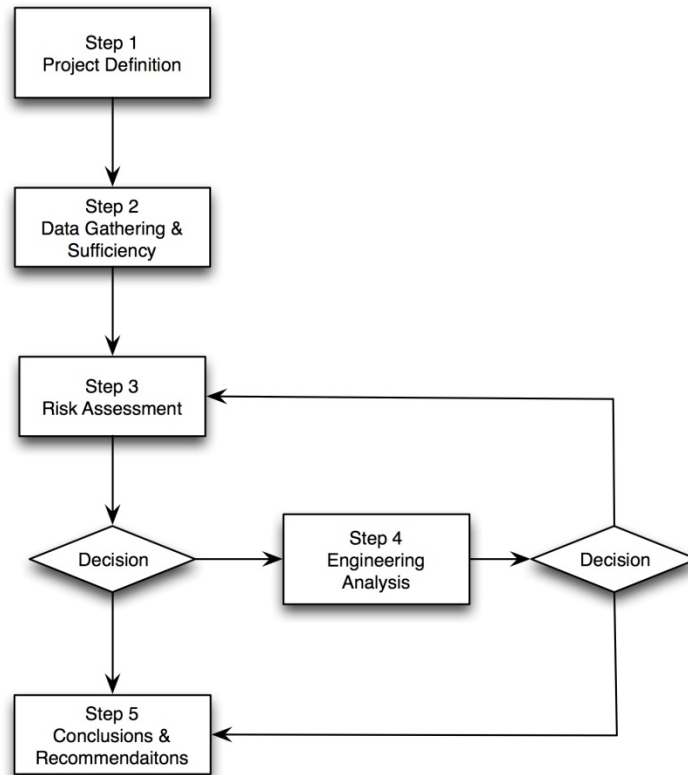 Step 1
Project Definition
Step 2
Data Gathering &
Sufficiency
Step 3
Risk Assessment
Decision
Step 4
Engineering
Analysis
Decision
Step 5
Conclusions &
Recommendaitons